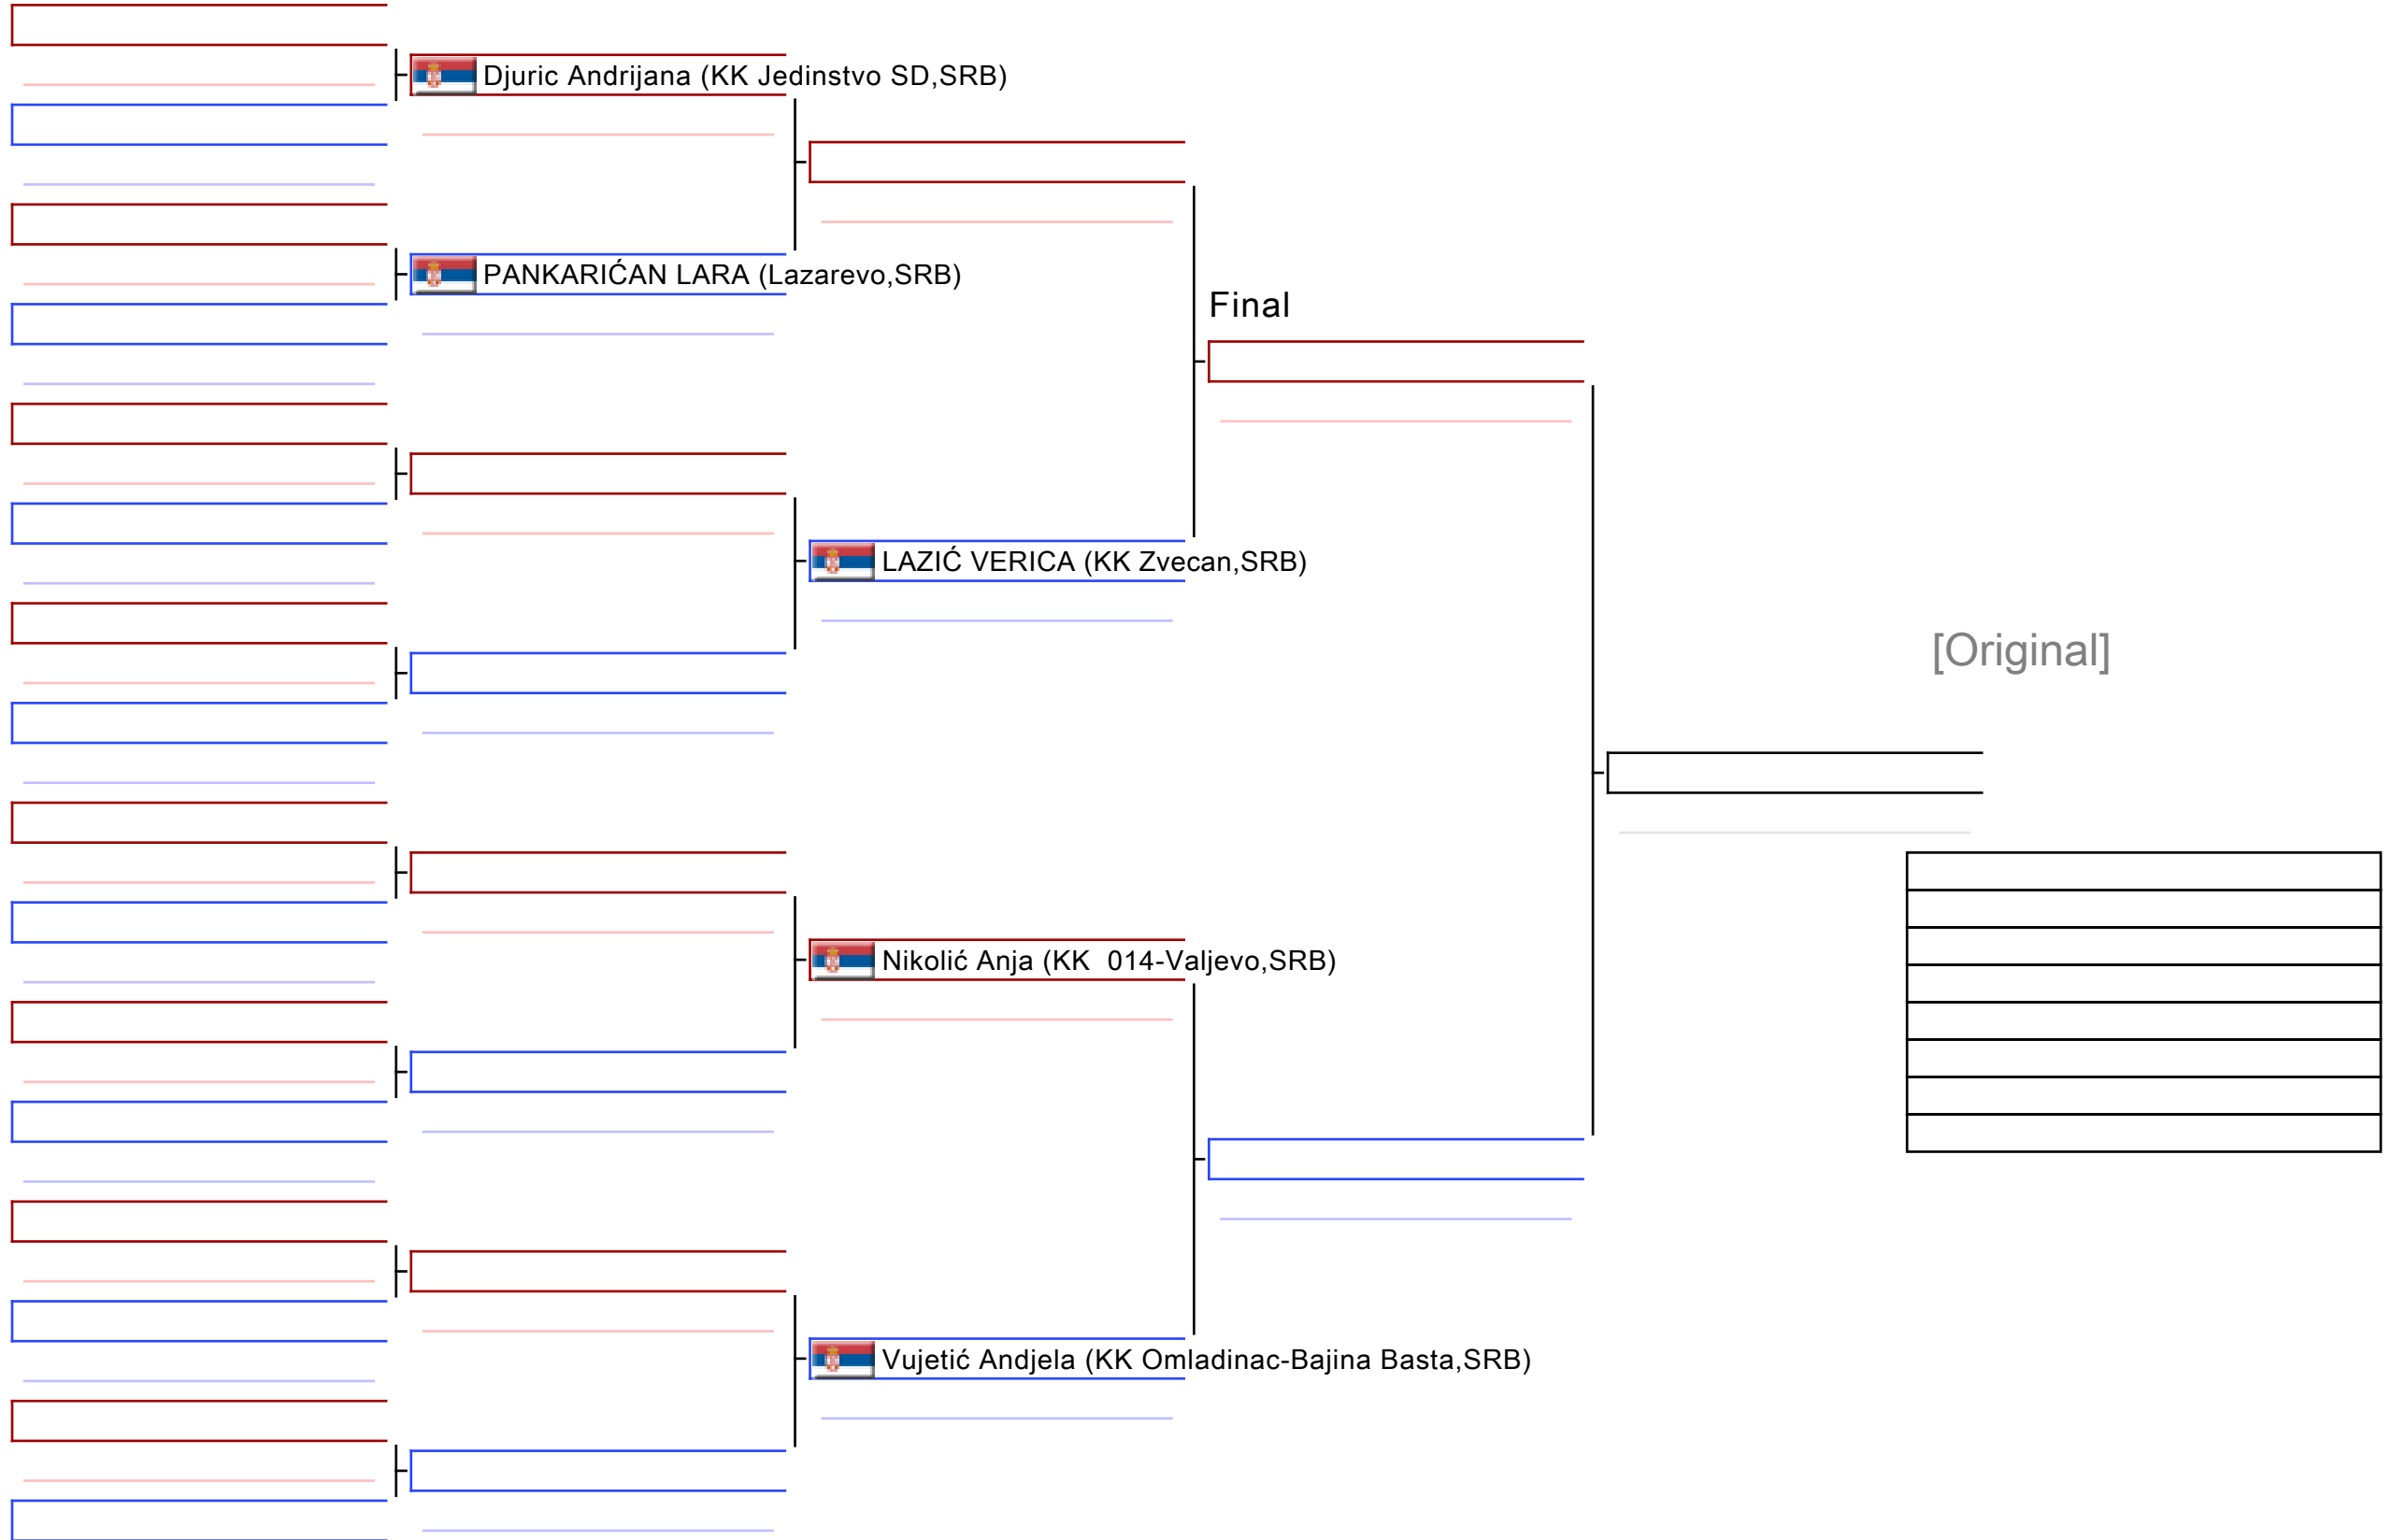 Djuric Andrijana (KK Jedinstvo SD,SRB)
PANKARIĆAN LARA (Lazarevo,SRB)
Final
LAZIĆ VERICA (KK Zvecan,SRB)
[Original]
Nikolić Anja (KK  014-Valjevo,SRB)
Vujetić Andjela (KK Omladinac-Bajina Basta,SRB)